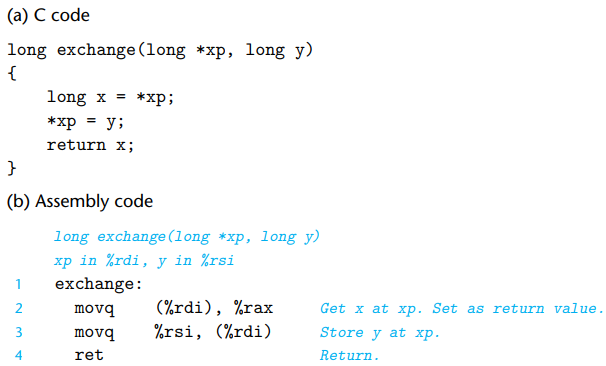 (a) C code
long exchange(long *xp, long y)
{
    long x = *xp;
    *xp = y;
    return x;
}
(b) Assembly code
long exchange(long *xp, long y)
xp in %rdi, y in %rsi
1 exchange:
2 movq (%rdi), %rax Get x at xp. Set as return value.
3 movq %rsi, (%rdi) Store y at xp.
4 ret Return.